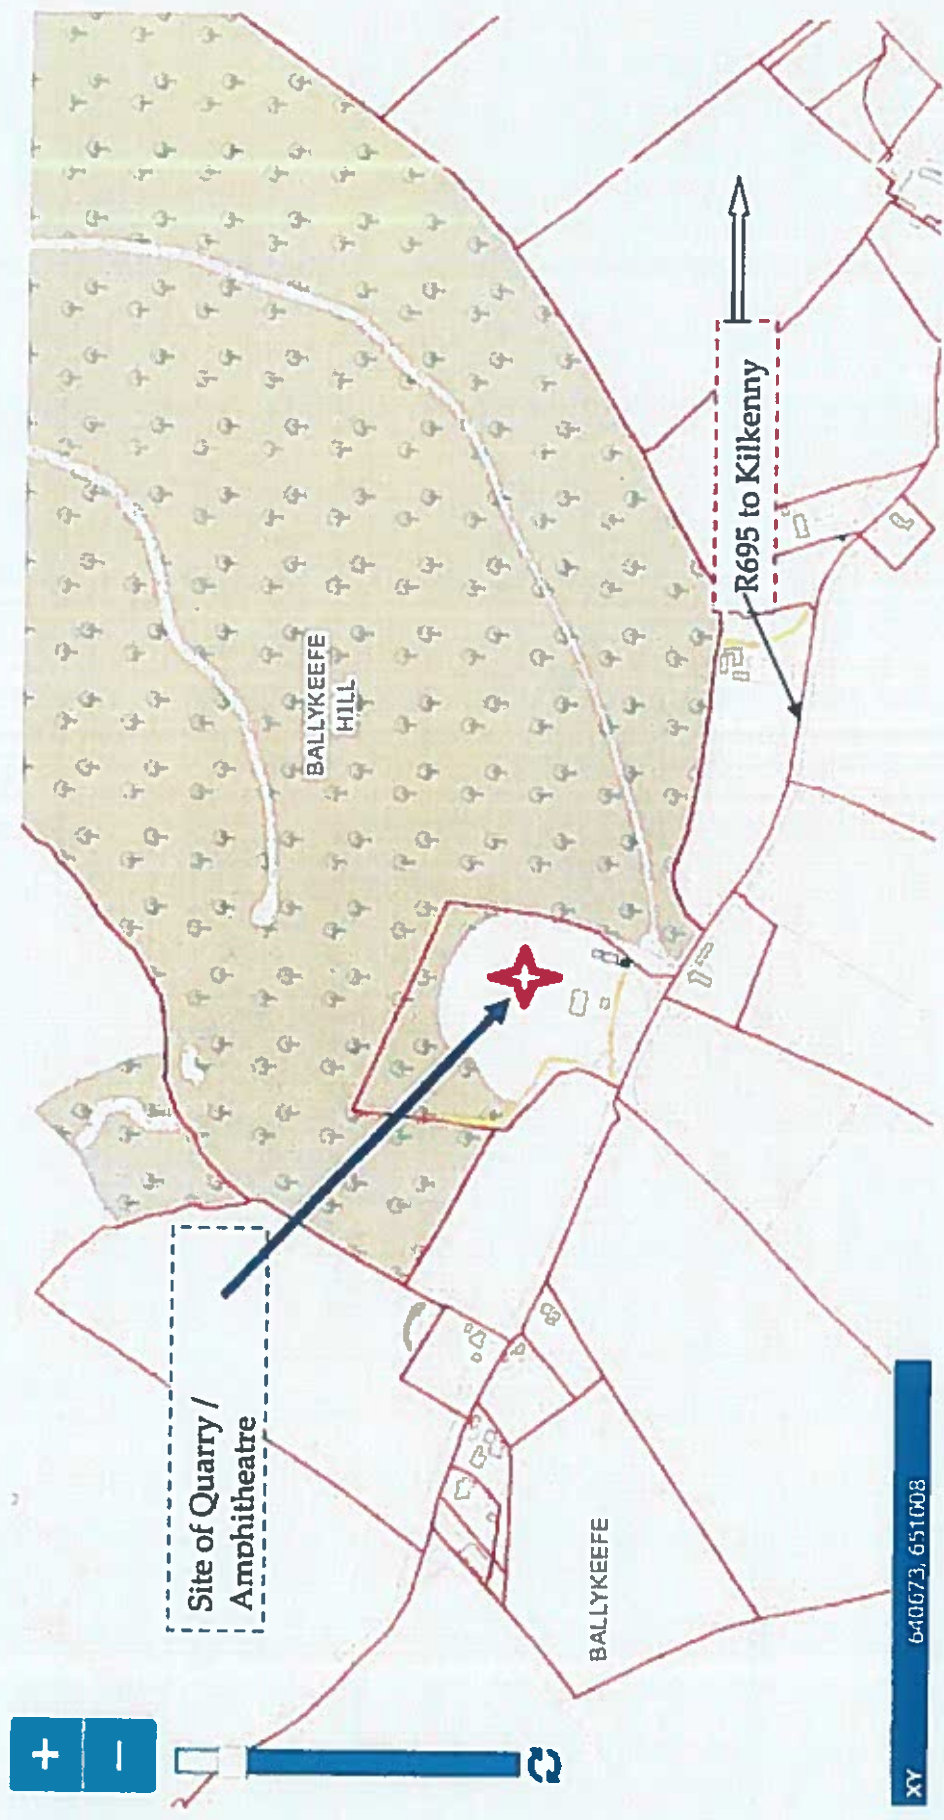 Site of Quarry /
Amphitheatre
BALLYKEEFE
HILL
R695 to Kilkenny
BALLYKEEFE
+
−
XY 640673, 651008